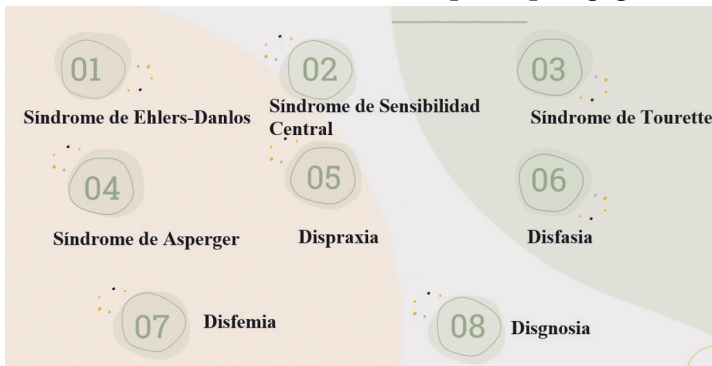 01
Síndrome de Ehlers-Danlos
02
Síndrome de Sensibilidad
Central
03
Síndrome de Tourette
04
Síndrome de Asperger
05
Dispraxia
06
Disfasia
07
Disfemia
08
Disgnosia